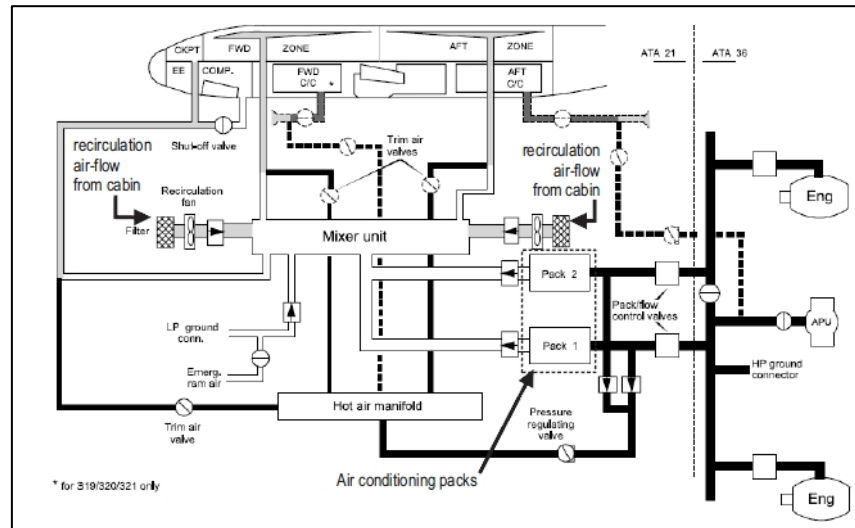 CKPT
FWD
ZONE
AFT
ZONE
EE
COMP.
FWD
C/C
*
AFT
C/C
ATA 21
ATA 36
Shut-off valve
recirculation
air-flow
from cabin
Recirculation
fan
Filter
Trim air
valves
recirculation
air-flow
from cabin
Mixer unit
Eng
Pack 2
Pack 1
Pack/flow
control valves
APU
HP ground
connector
LP ground
conn.
Emerg.
ram air
Trim air
valve
Hot air manifold
Pressure
regulating
valve
Air conditioning packs
Eng
* for 319/320/321 only